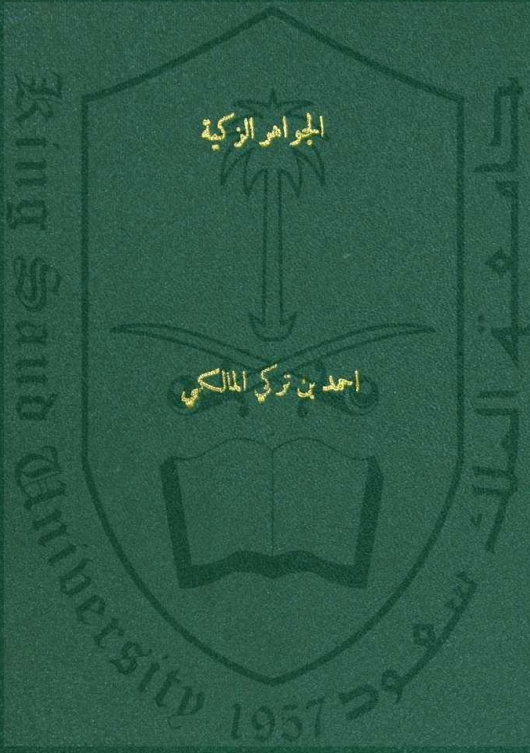 الجواهر الزكية
احمد بن تركي المالكي
King Saud University
1957
جامعة الملك سعود